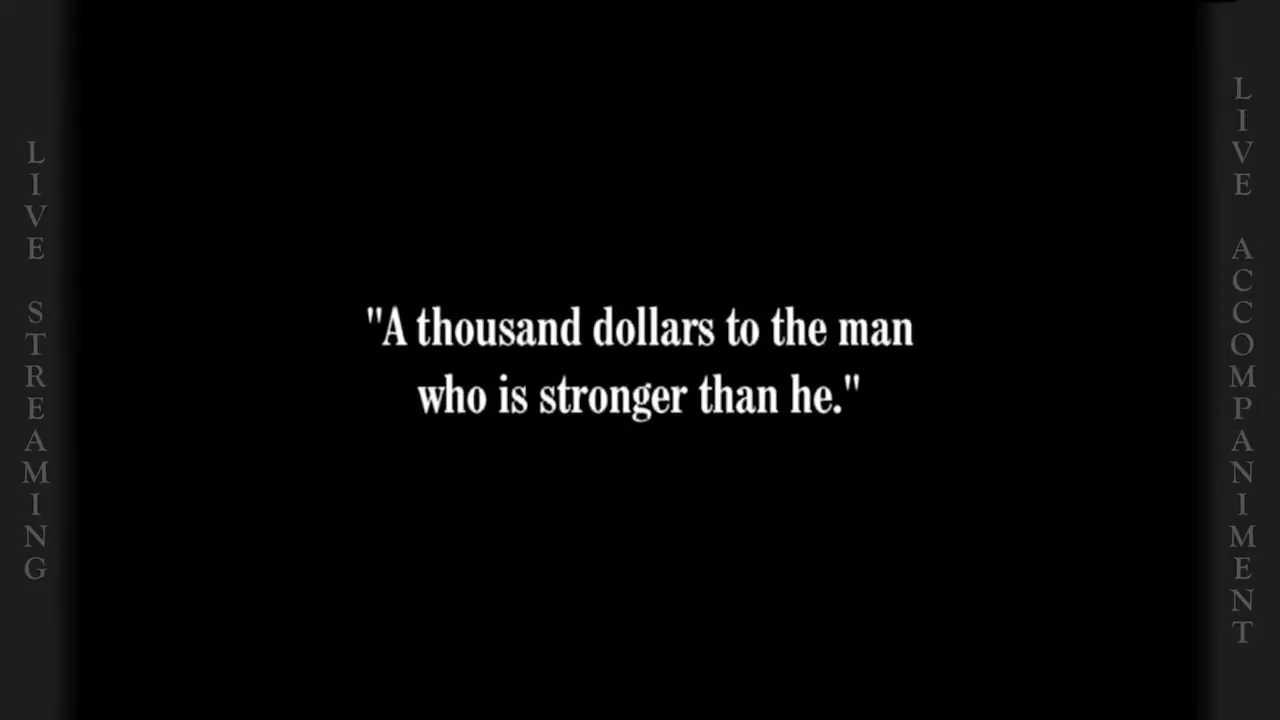 LIVE STREAMING
"A thousand dollars to the man
who is stronger than he."
LIVE ACCOMPANIMENT